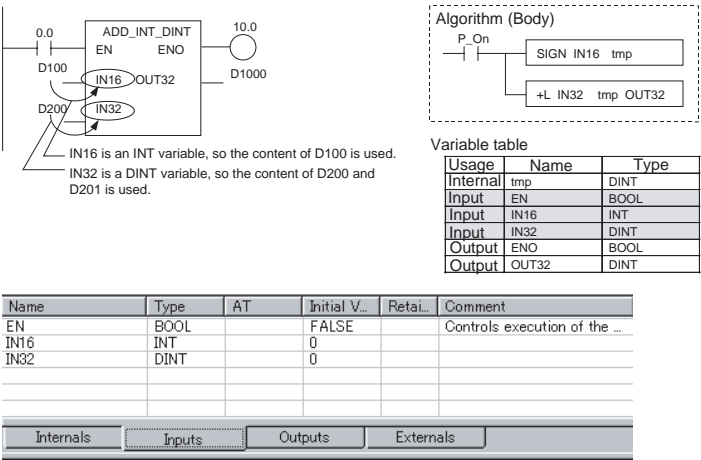 0.0
ADD_INT_DINT
10.0
EN ENO
D100
IN16 OUT32
D1000
D200
IN32
IN16 is an INT variable, so the content of D100 is used.
IN32 is a DINT variable, so the content of D200 and
D201 is used.
Algorithm (Body)
P_On
SIGN IN16 tmp
+L IN32 tmp OUT32
Variable table
Usage Name Type
Internal tmp DINT
Input EN BOOL
Input IN16 INT
Input IN32 DINT
Output ENO BOOL
Output OUT32 DINT
Name Type AT Initial V... Retai... Comment
EN BOOL FALSE Controls execution of the ...
IN16 INT 0
IN32 DINT 0
Internals Inputs Outputs Externals